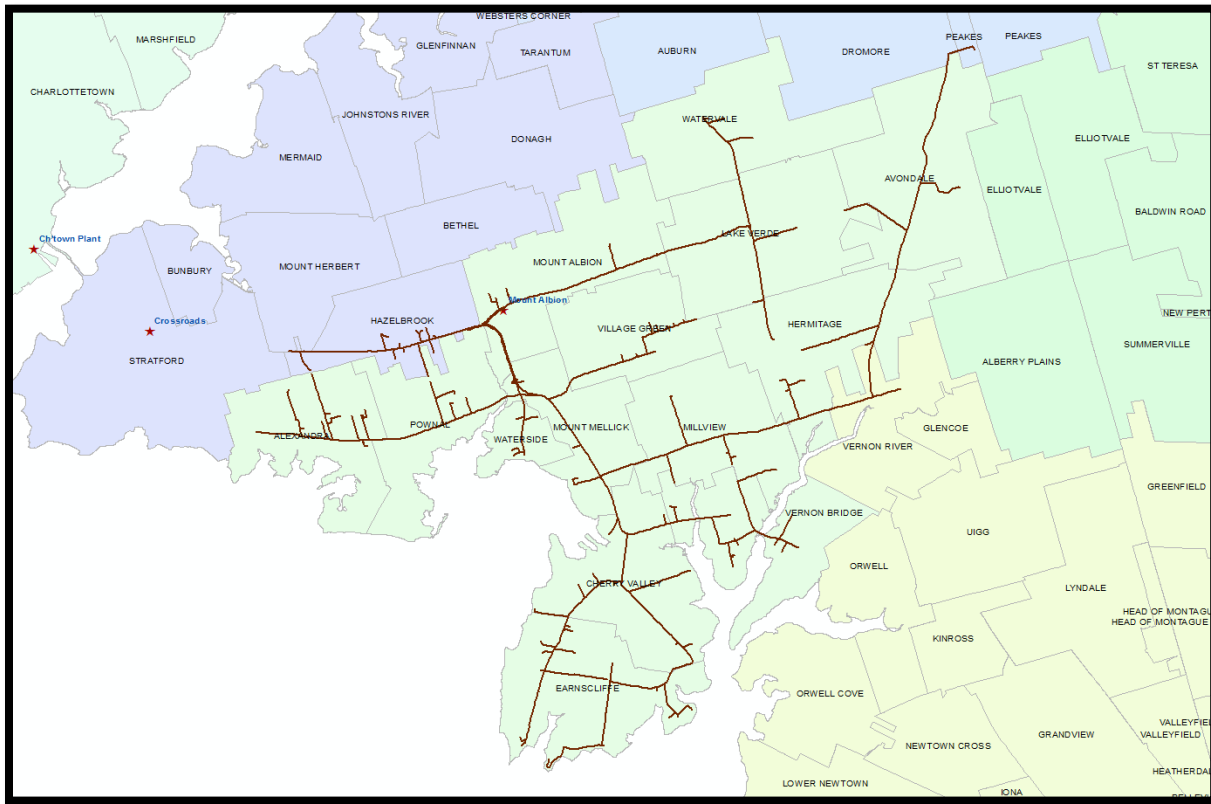 WEBSTERS CORNER
MARSHFIELD
GLENFINNAN
TARANTUM
AUBURN
DROMORE
PEAKES
PEAKES
ST TERESA
CHARLOTTETOWN
JOHNSTONS RIVER
WATERVALE
DONAGH
ELLIOTVALE
MERMAID
AVONDALE
ELLIOTVALE
BALDWIN ROAD
BETHEL
LAKE VERDE
Ch'town Plant
MOUNT HERBERT
BUNBURY
MOUNT ALBION
Mount Albion
NEW PERT
Crossroads
HAZELBROOK
VILLAGE GREEN
HERMITAGE
SUMMERVILLE
STRATFORD
ALBERRY PLAINS
POWNAL
MOUNT MELLICK
MILLVIEW
GLENCOE
ALEXANDRA
WATERSIDE
VERNON RIVER
GREENFIELD
VERNON BRIDGE
UIGG
ORWELL
CHERRY VALLEY
LYNDALE
HEAD OF MONTAGU
HEAD OF MONTAGUE
KINROSS
EARNSCLIFFE
ORWELL COVE
VALLEYFIE
VALLEYFIELD
GRANDVIEW
NEWTOWN CROSS
HEATHERDA
LOWER NEWTOWN
IONA